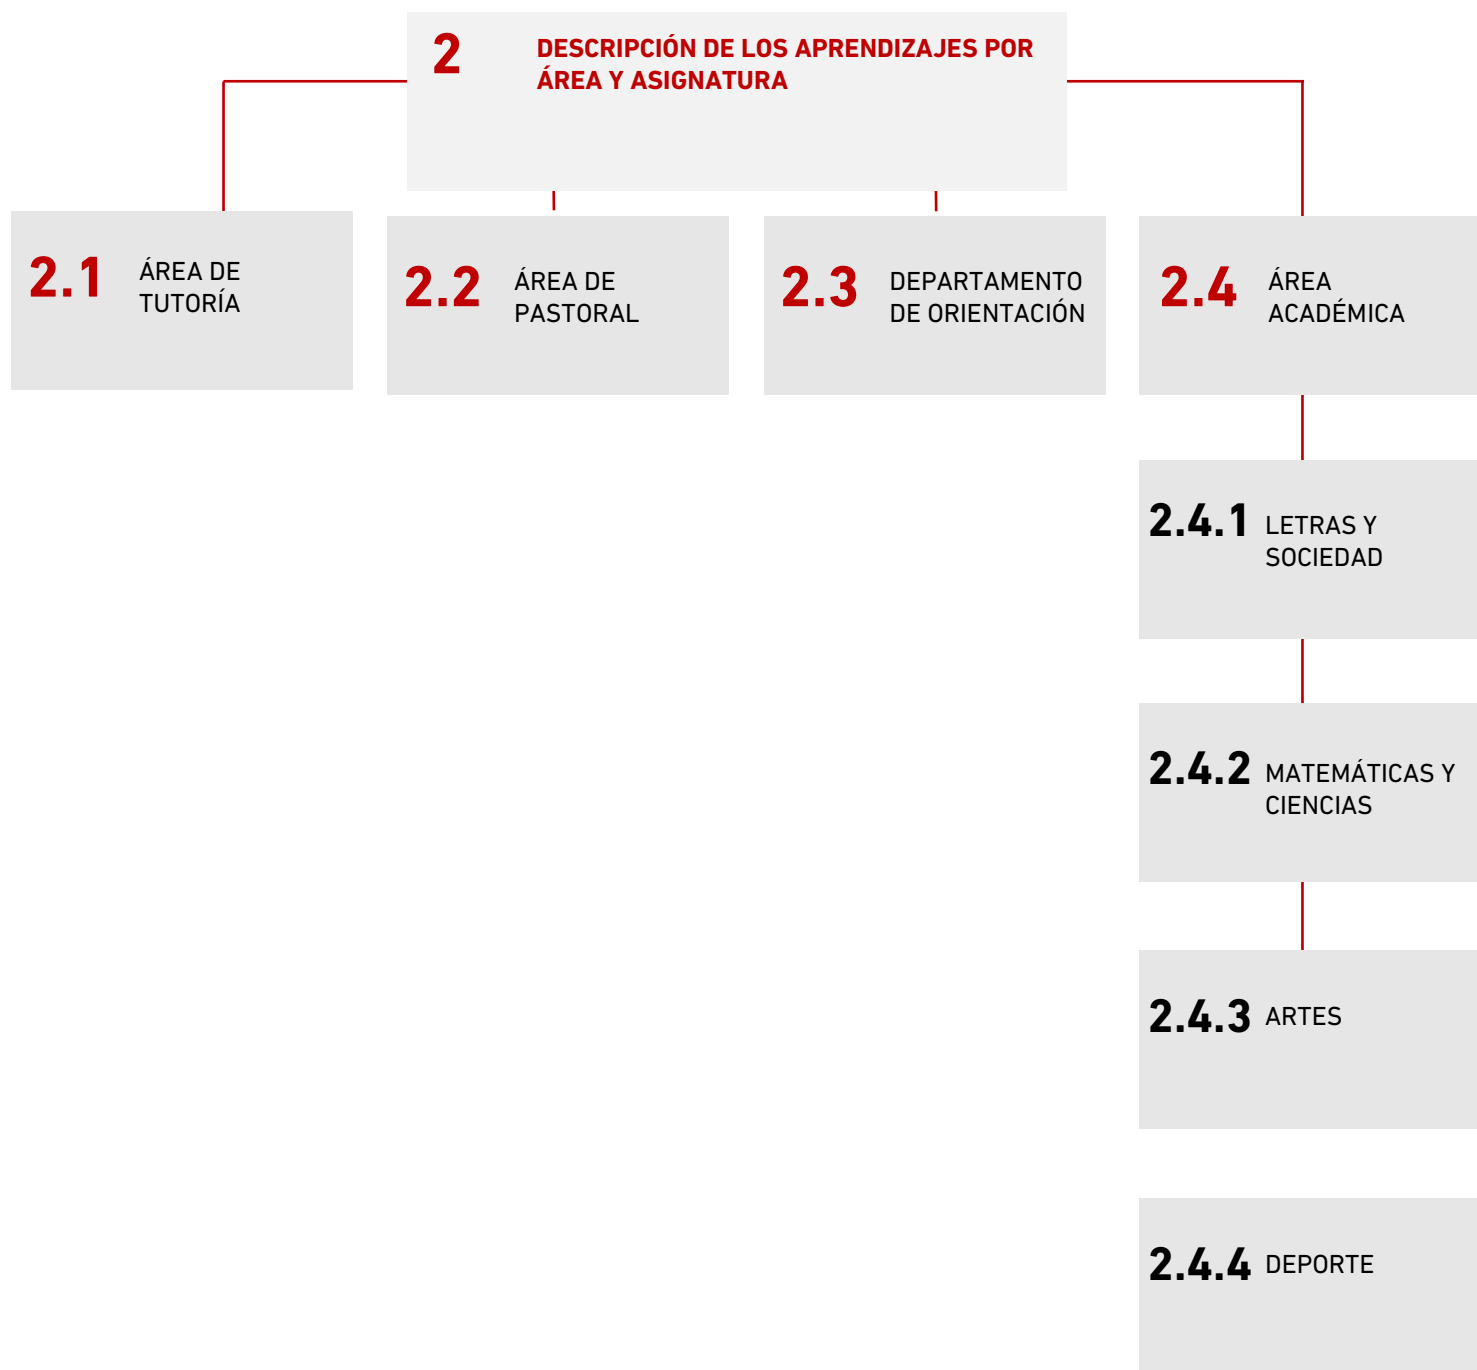 2
DESCRIPCIÓN DE LOS APRENDIZAJES POR
ÁREA Y ASIGNATURA
2.1
ÁREA DE
TUTORÍA
2.2
ÁREA DE
PASTORAL
2.3
DEPARTAMENTO
DE ORIENTACIÓN
2.4
ÁREA
ACADÉMICA
2.4.1
LETRAS Y
SOCIEDAD
2.4.2
MATEMÁTICAS Y
CIENCIAS
2.4.3
ARTES
2.4.4
DEPORTE